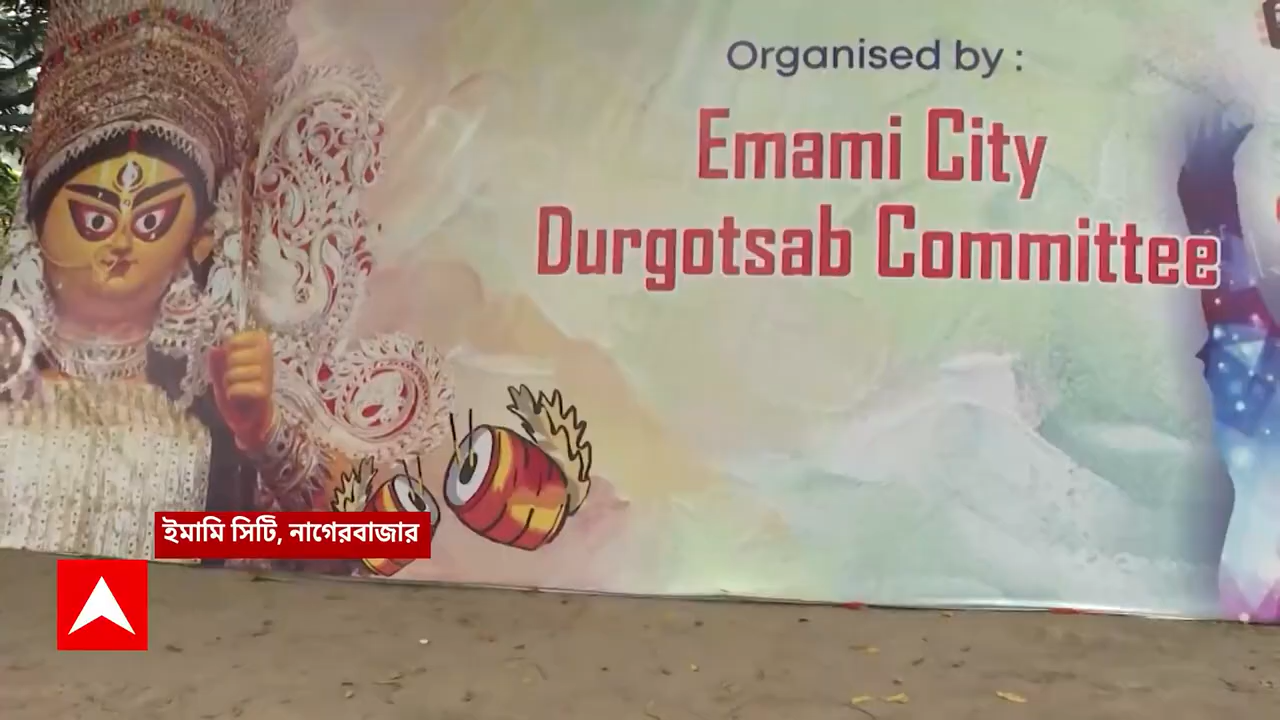 Organised by :
Emami City
Durgotsab Committee
ইমামি সিটি, নাগেরবাজার